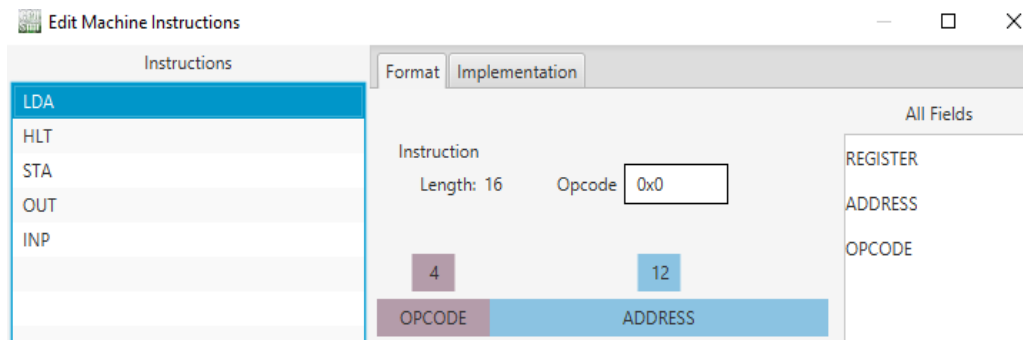 Edit Machine Instructions
Instructions
LDA
HLT
STA
OUT
INP
Format Implementation
Instruction
Length: 16 Opcode 0x0
4 12
OPCODE ADDRESS
All Fields
REGISTER
ADDRESS
OPCODE